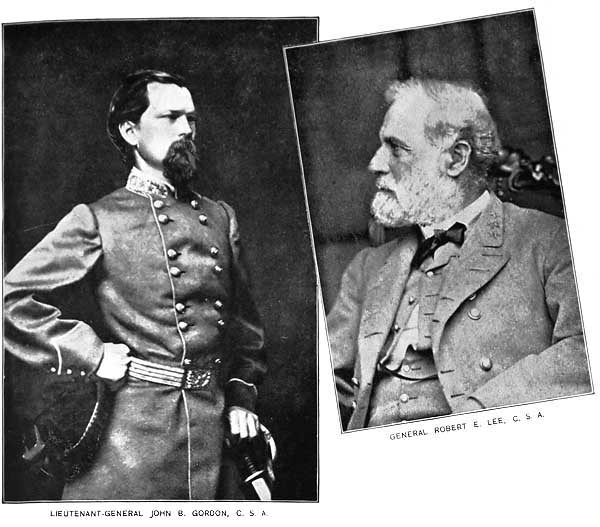 LIEUTENANT-GENERAL JOHN B. GORDON, C. S. A.
GENERAL ROBERT E. LEE, C. S. A.